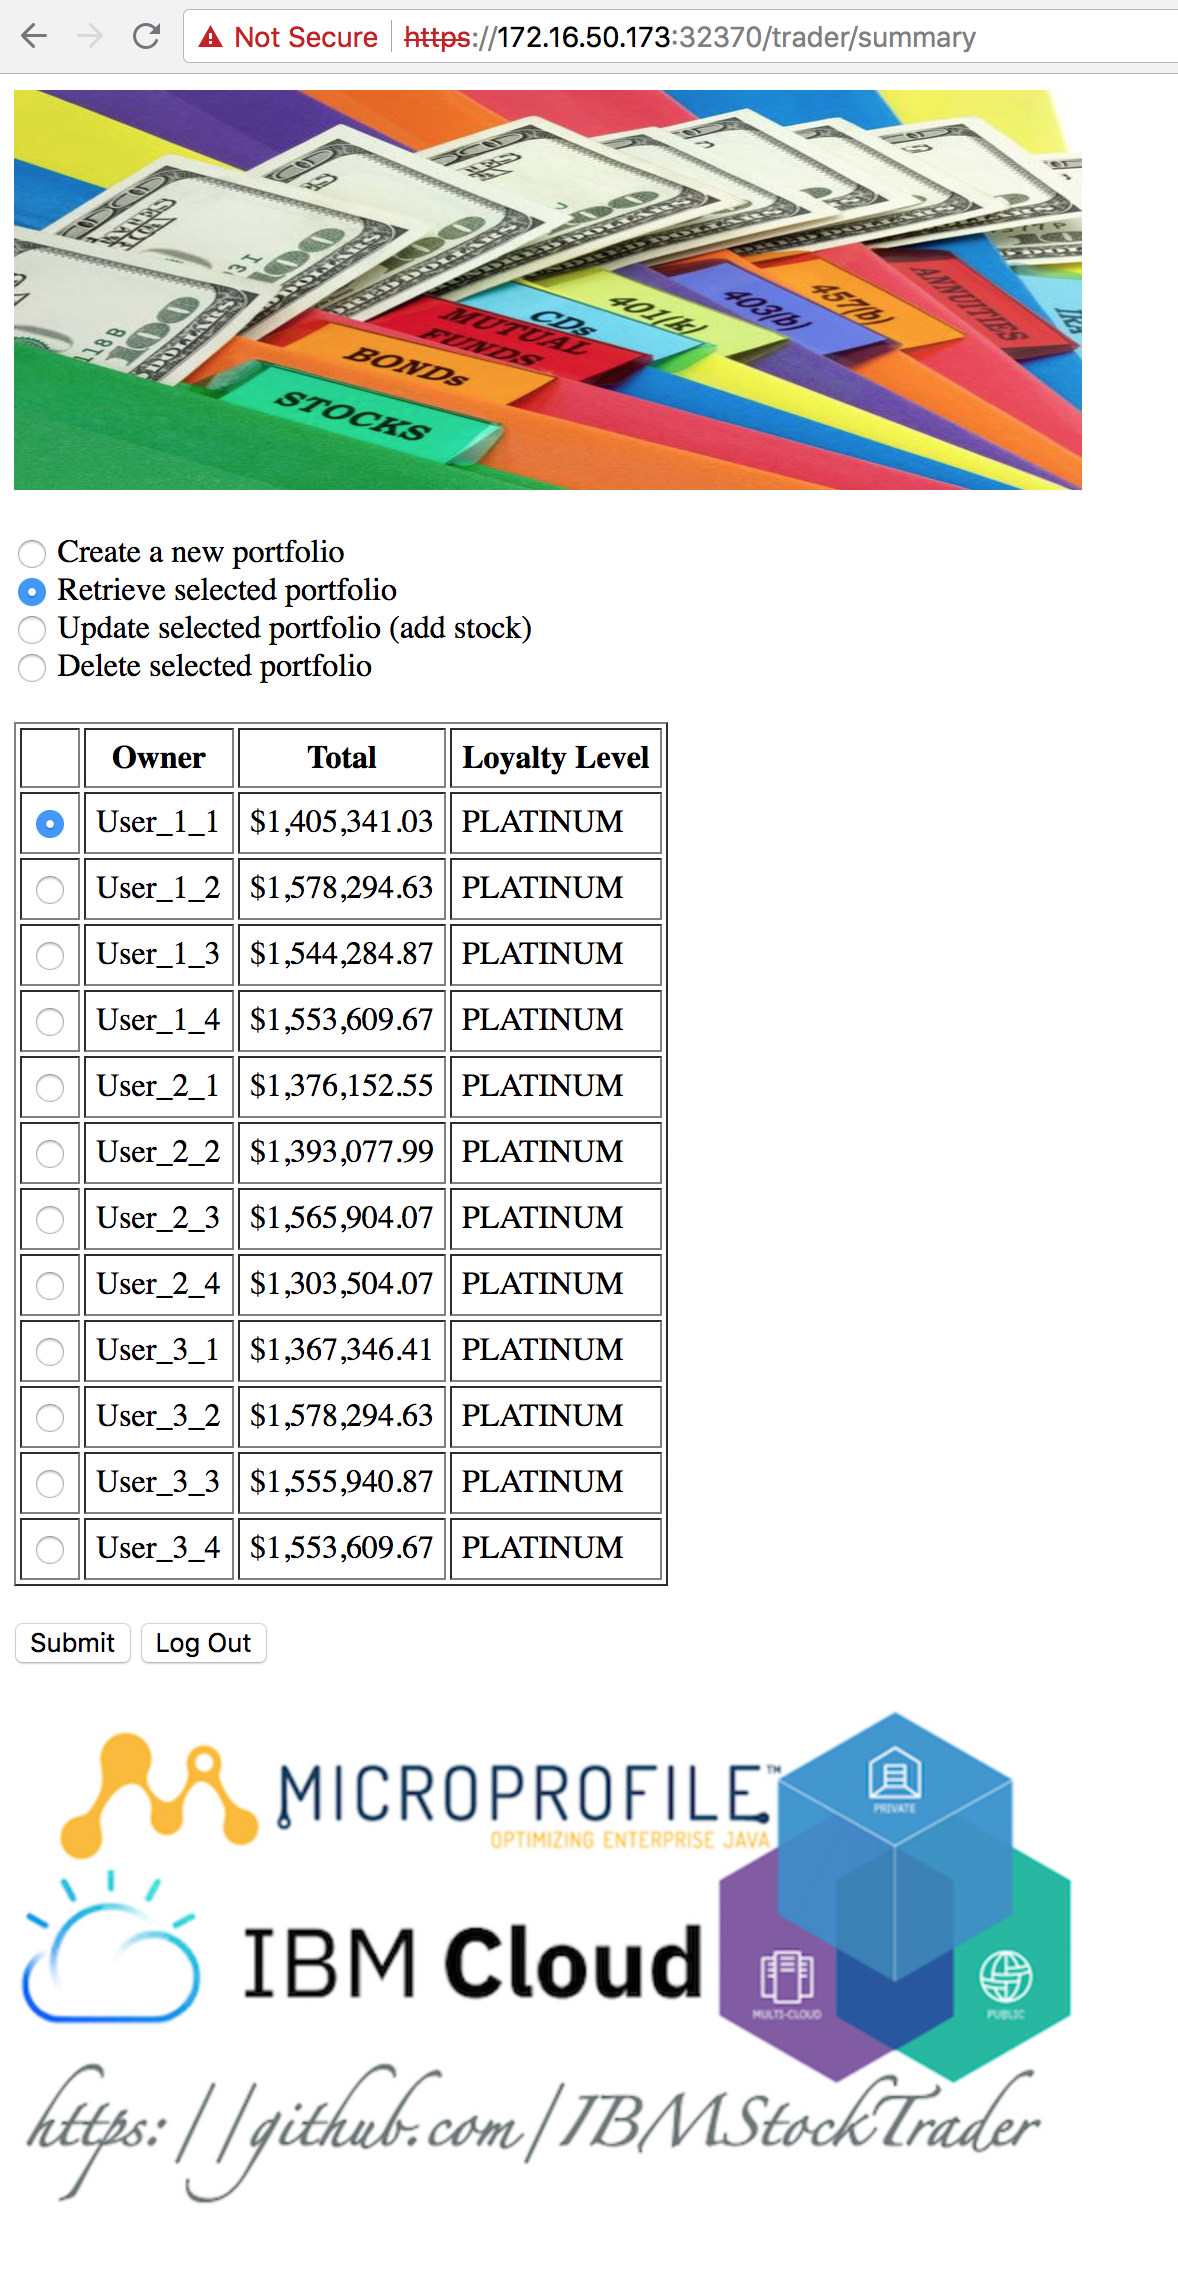 Not Secure https://172.16.50.173:32370/trader/summary
401(k)
403(b)
457(b)
ANNUITIES
CDs
MUTUAL
FUNDS
BONDs
STOCKS
Create a new portfolio
Retrieve selected portfolio
Update selected portfolio (add stock)
Delete selected portfolio
Owner Total Loyalty Level
User_1_1 $1,405,341.03 PLATINUM
User_1_2 $1,578,294.63 PLATINUM
User_1_3 $1,544,284.87 PLATINUM
User_1_4 $1,553,609.67 PLATINUM
User_2_1 $1,376,152.55 PLATINUM
User_2_2 $1,393,077.99 PLATINUM
User_2_3 $1,565,904.07 PLATINUM
User_2_4 $1,303,504.07 PLATINUM
User_3_1 $1,367,346.41 PLATINUM
User_3_2 $1,578,294.63 PLATINUM
User_3_3 $1,555,940.87 PLATINUM
User_3_4 $1,553,609.67 PLATINUM
Submit Log Out
MICROPROFILE™
OPTIMIZING ENTERPRISE JAVA
PRIVATE
IBM Cloud
MULTI-CLOUD
PUBLIC
https://github.com/IBMStockTrader